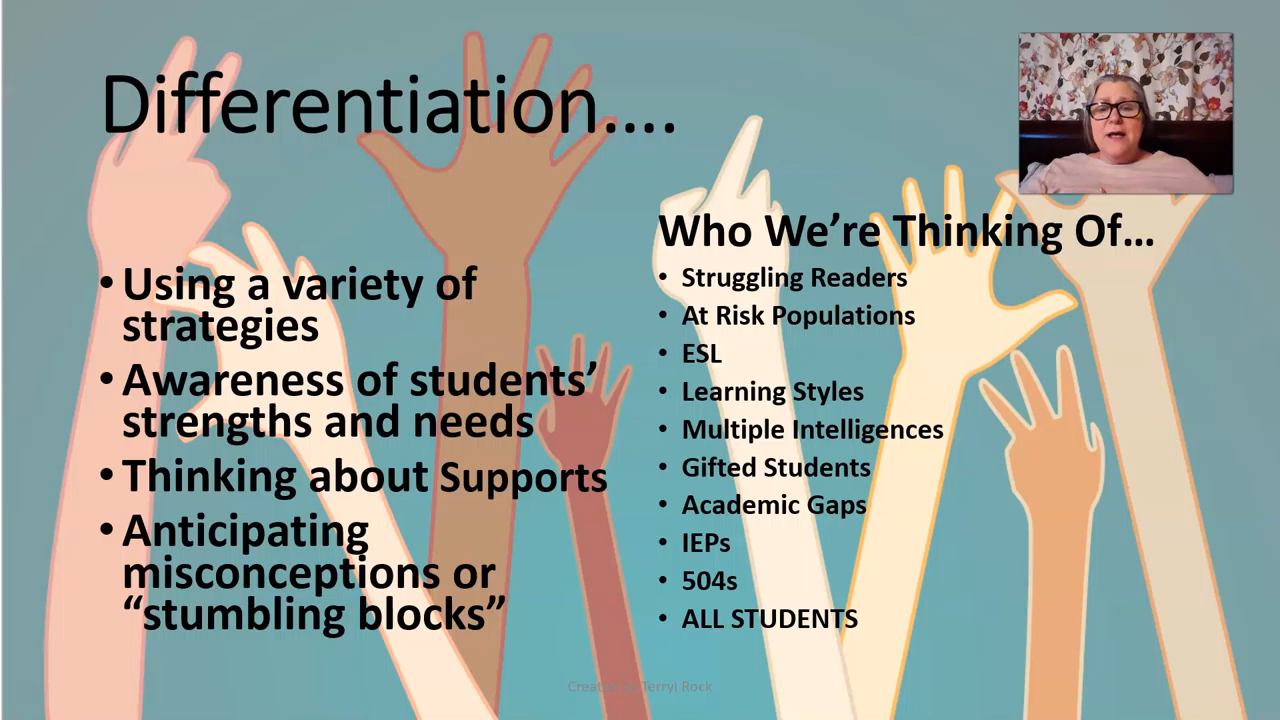 Differentiation….
• Using a variety of
strategies
• Awareness of students’
strengths and needs
• Thinking about Supports
• Anticipating
misconceptions or
“stumbling blocks”
Who We’re Thinking Of…
• Struggling Readers
• At Risk Populations
• ESL
• Learning Styles
• Multiple Intelligences
• Gifted Students
• Academic Gaps
• IEPs
• 504s
• ALL STUDENTS
Created by Terryl Rock